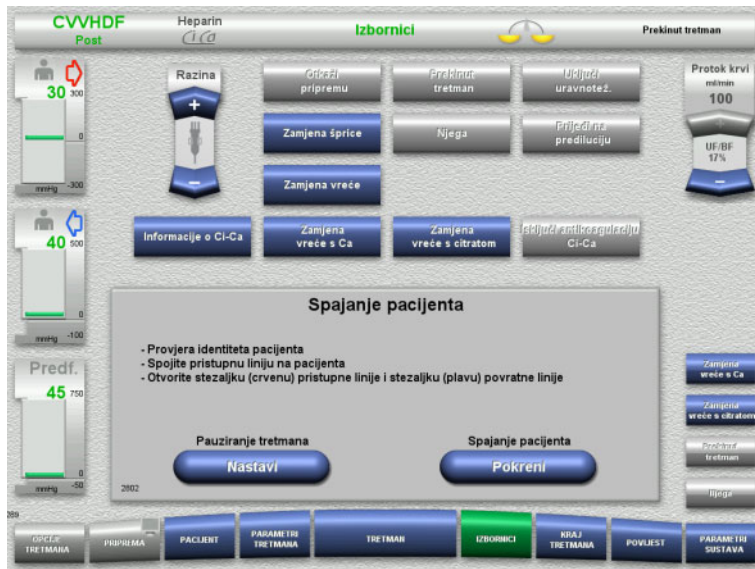 CVVHDF
Post
Heparin
CiCa
Izbornici
Prekinut tretman
30
300
0
-300
mmHg
40
500
0
-100
mmHg
Predf.
45
750
0
-50
mmHg
Razina
+
−
Otkaži
pripremu
Prekinut
tretman
Uključi
uravnotež.
Zamjena šprice
Njega
Prijeđi na
prediluciju
Zamjena vreće
Informacije o Ci-Ca
Zamjena
vreće s Ca
Zamjena
vreće s citratom
Isključi antikoagulaciju
Ci-Ca
Protok krvi
ml/min
100
+
UF/BF
17%
−
Spajanje pacijenta
- Provjera identiteta pacijenta
- Spojite pristupnu liniju na pacijenta
- Otvorite stezaljku (crvenu) pristupne linije i stezaljku (plavu) povratne linije
Pauziranje tretmana
Nastavi
Spajanje pacijenta
Pokreni
2802
Zamjena
vreće s Ca
Zamjena
vreće s citratom
Prekinut
tretman
Njega
OPCIJE
TRETMANA
PRIPREMA
PACIJENT
PARAMETRI
TRETMANA
TRETMAN
IZBORNICI
KRAJ
TRETMANA
POVIJEST
PARAMETRI
SUSTAVA